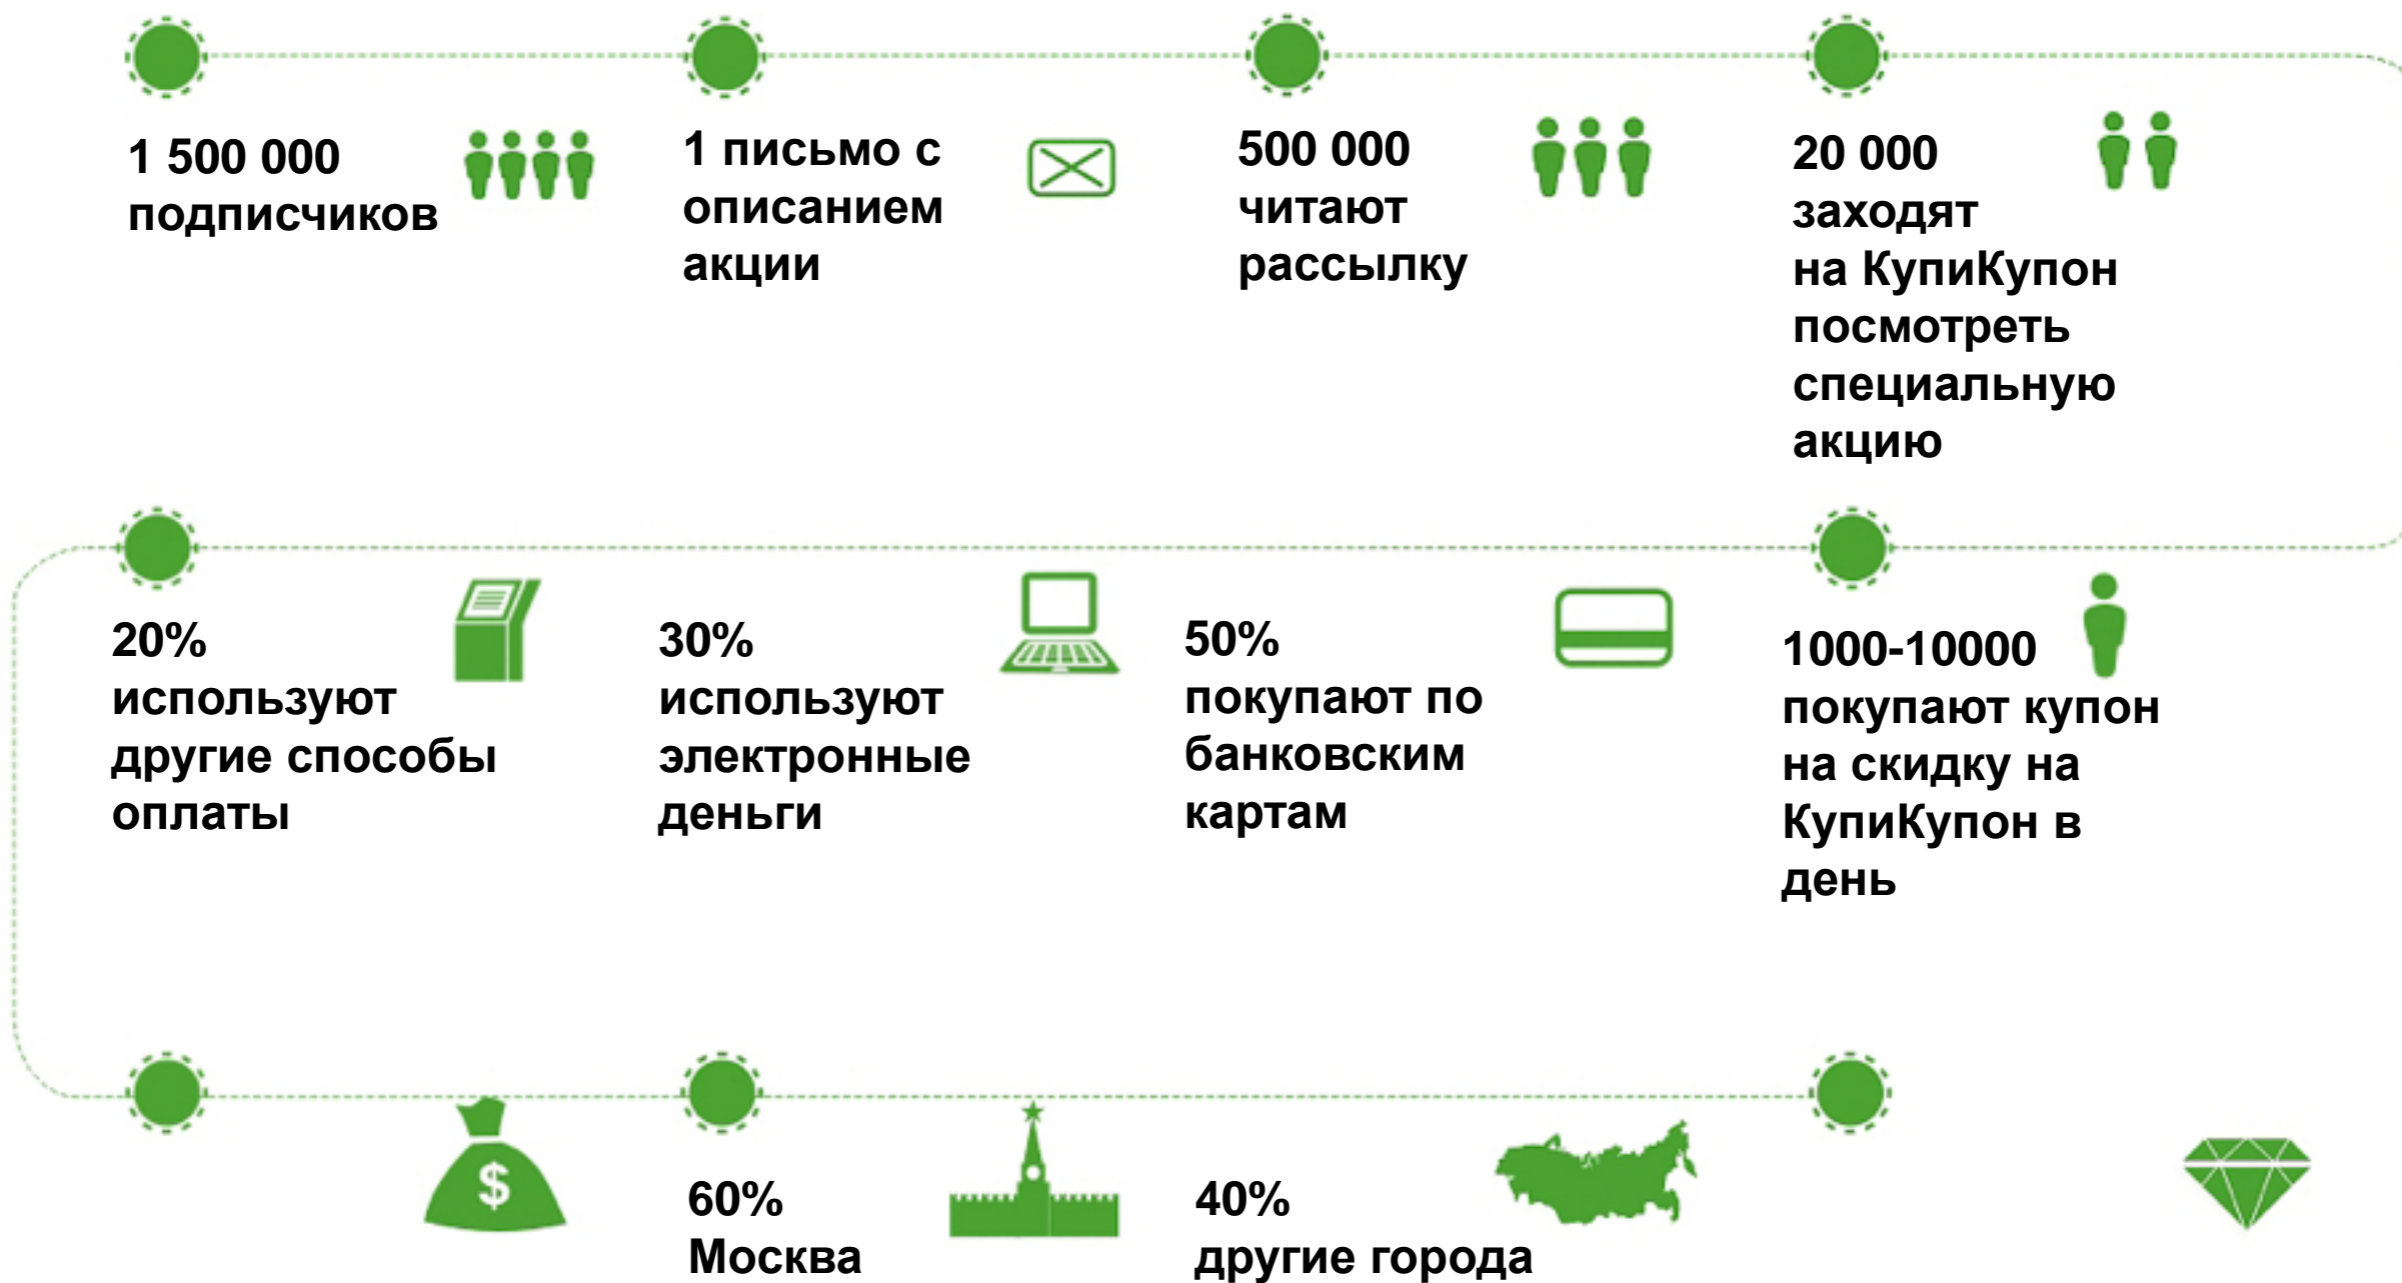 1 500 000
подписчиков
1 письмо с
описанием
акции
500 000
читают
рассылку
20 000
заходят
на КупиКупон
посмотреть
специальную
акцию
20%
используют
другие способы
оплаты
30%
используют
электронные
деньги
50%
покупают по
банковским
картам
1000-10000
покупают купон
на скидку на
КупиКупон в
день
$
60%
Москва
40%
другие города